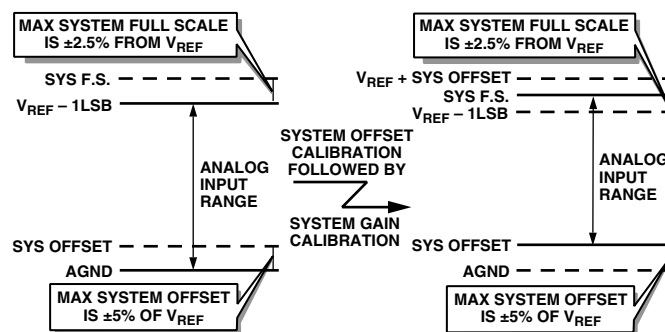 MAX SYSTEM FULL SCALE
IS ±2.5% FROM VREF
SYS F.S.
VREF – 1LSB
ANALOG
INPUT
RANGE
SYS OFFSET
AGND
MAX SYSTEM OFFSET
IS ±5% OF VREF
SYSTEM OFFSET
CALIBRATION
FOLLOWED BY
SYSTEM GAIN
CALIBRATION
MAX SYSTEM FULL SCALE
IS ±2.5% FROM VREF
VREF + SYS OFFSET
SYS F.S.
VREF – 1LSB
ANALOG
INPUT
RANGE
SYS OFFSET
AGND
MAX SYSTEM OFFSET
IS ±5% OF VREF